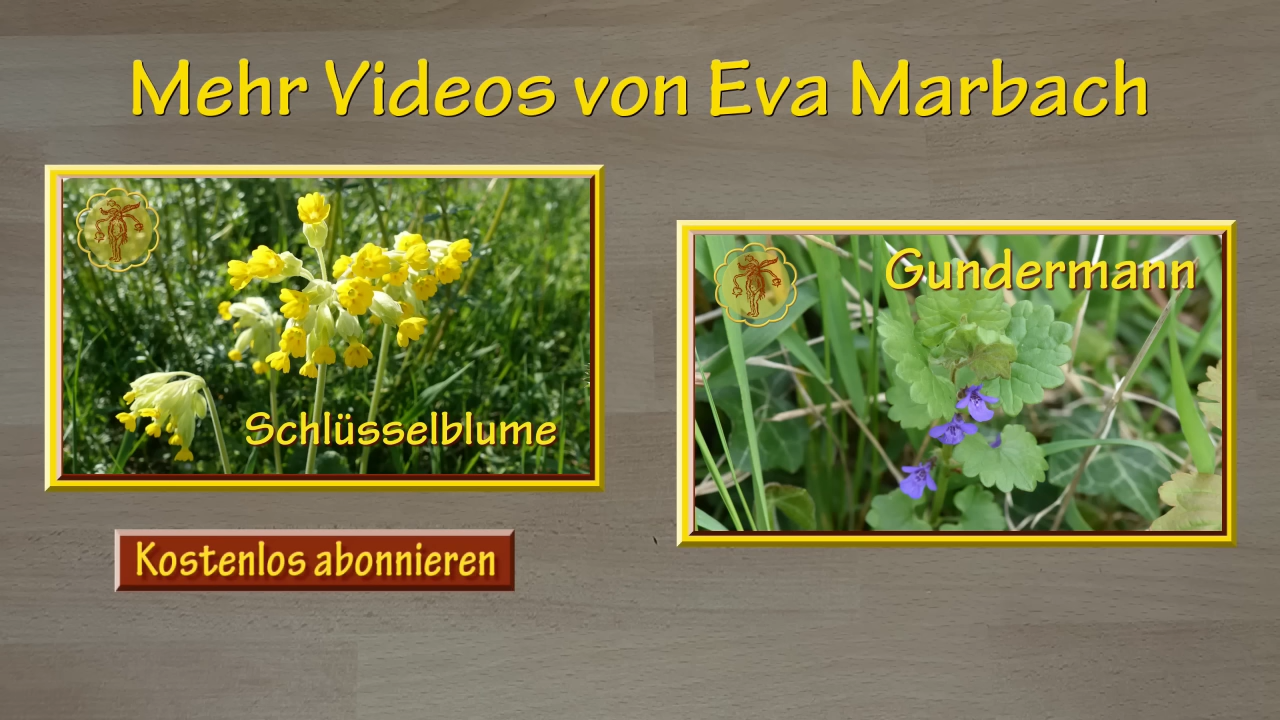 Mehr Videos von Eva Marbach
Schlüsselblume
Gundermann
Kostenlos abonnieren